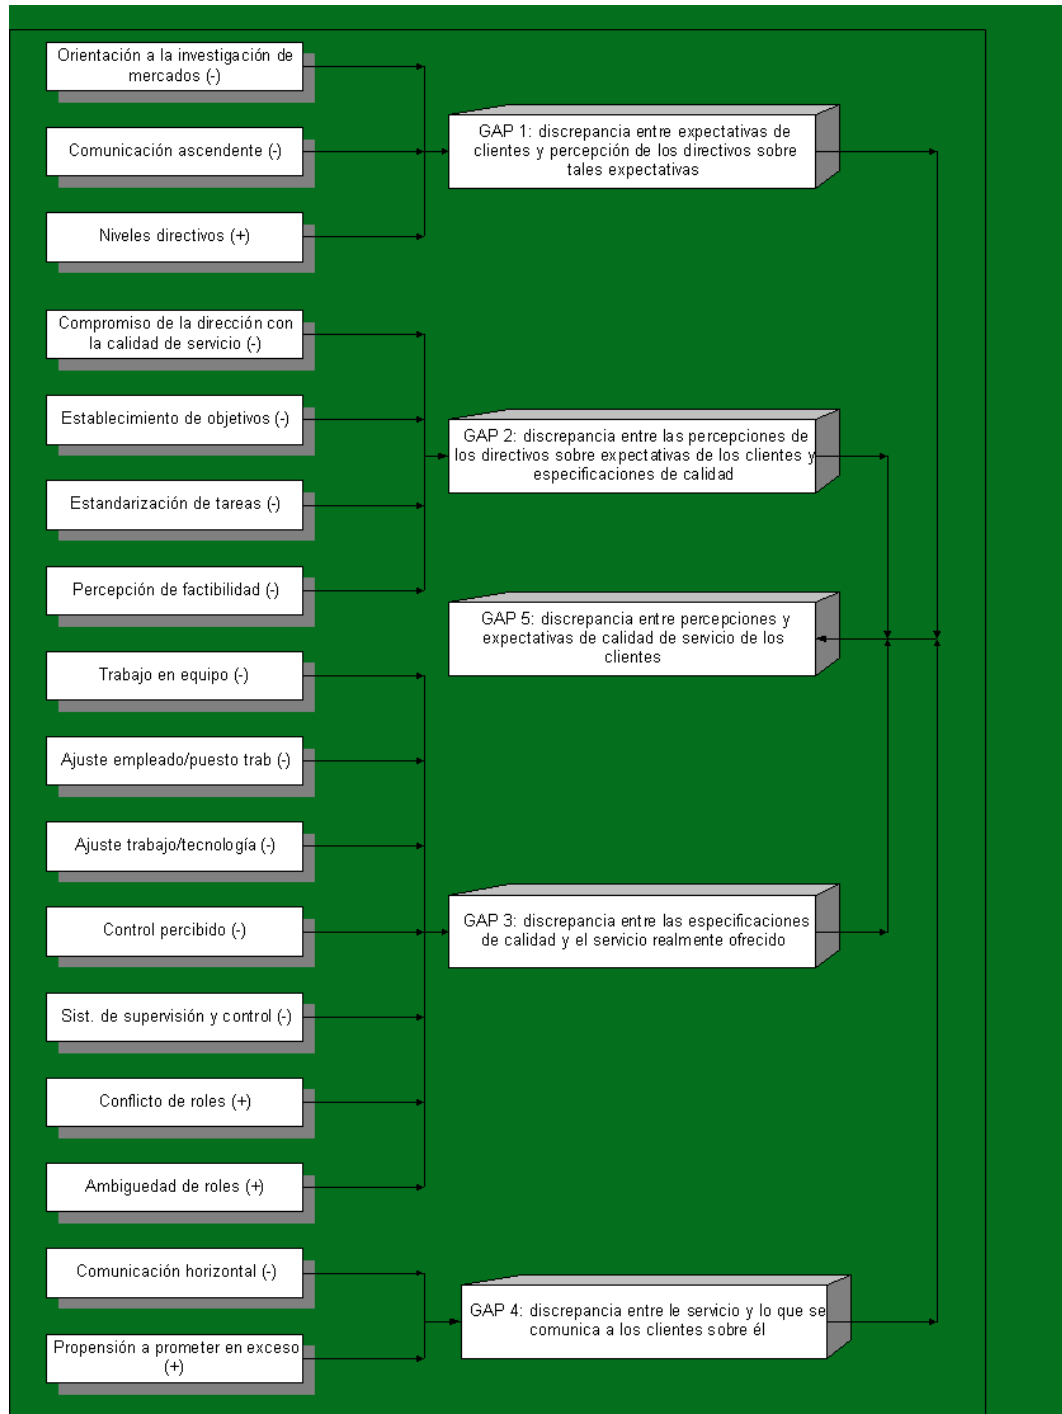 Orientación a la investigación de
mercados (-)
Comunicación ascendente (-)
Niveles directivos (+)
GAP 1: discrepancia entre expectativas de
clientes y percepción de los directivos sobre
tales expectativas
Compromiso de la dirección con
la calidad de servicio (-)
Establecimiento de objetivos (-)
Estandarización de tareas (-)
Percepción de factibilidad (-)
GAP 2: discrepancia entre las percepciones de
los directivos sobre expectativas de los clientes y
especificaciones de calidad
GAP 5: discrepancia entre percepciones y
expectativas de calidad de servicio de los
clientes
Trabajo en equipo (-)
Ajuste empleado/puesto trab (-)
Ajuste trabajo/tecnología (-)
Control percibido (-)
Sist. de supervisión y control (-)
Conflicto de roles (+)
Ambiguedad de roles (+)
GAP 3: discrepancia entre las especificaciones
de calidad y el servicio realmente ofrecido
Comunicación horizontal (-)
Propensión a prometer en exceso
(+)
GAP 4: discrepancia entre le servicio y lo que se
comunica a los clientes sobre él